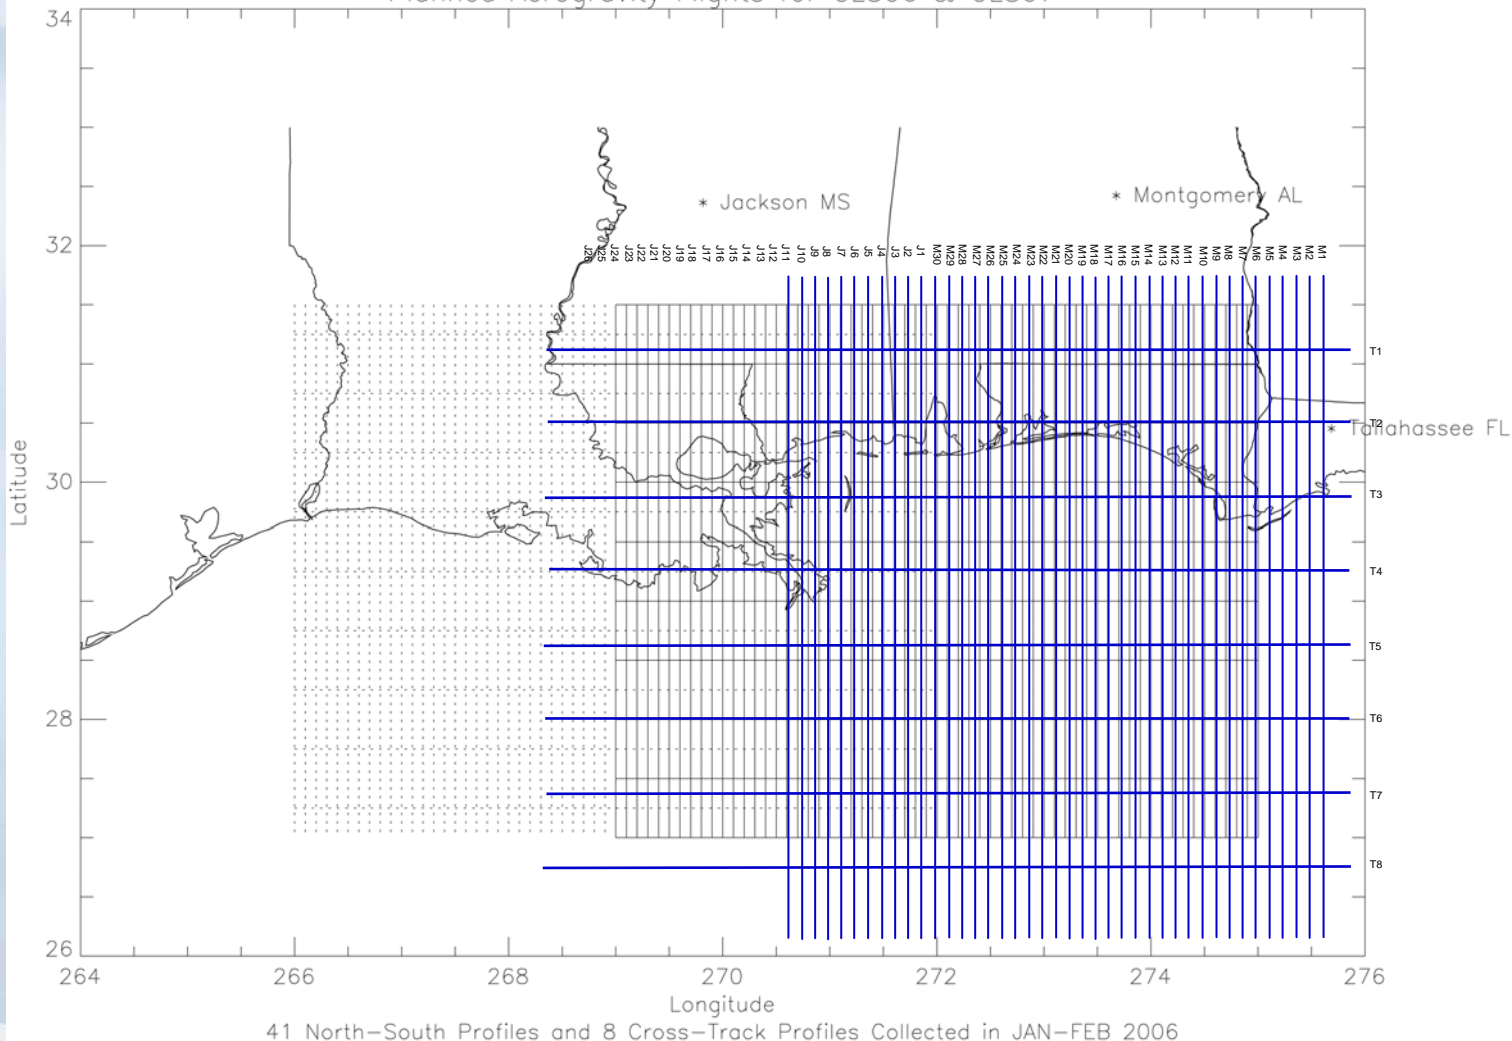 34
* Jackson MS
* Montgomery AL
32
J26 J25 J24 J23 J22 J21 J20 J19 J18 J17 J16 J15 J14 J13 J12 J11 J10 J9 J8 J7 J6 J5 J4 J3 J2 J1 M30 M29 M28 M27 M26 M25 M24 M23 M22 M21 M20 M19 M18 M17 M16 M15 M14 M13 M12 M11 M10 M9 M8 M7 M6 M5 M4 M3 M2 M1
T1
T2
* Tallahassee FL
30
T3
Latitude
T4
T5
28
T6
T7
T8
26
264 266 268 270 272 274 276
Longitude
41 North-South Profiles and 8 Cross-Track Profiles Collected in JAN-FEB 2006